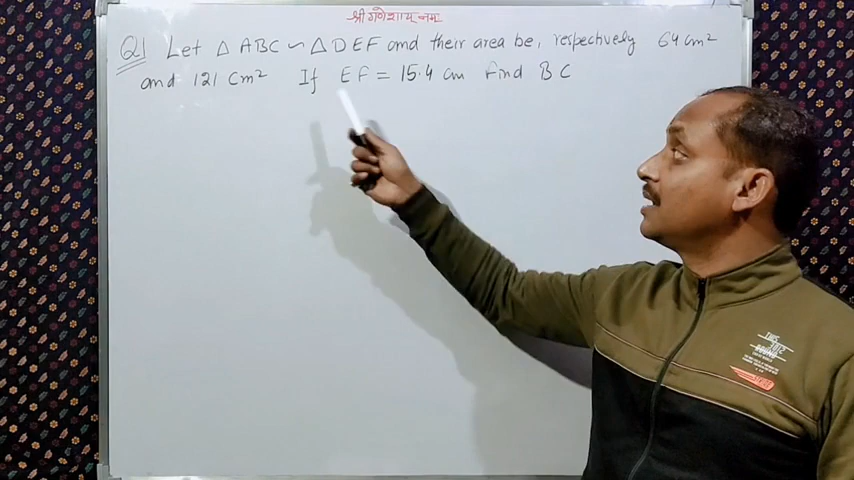 श्री गणेशाय नमः
Q1 Let △ ABC ∽ △ DEF and their area be, respectively 64 cm²
and 121 Cm² If EF = 15.4 cm find BC